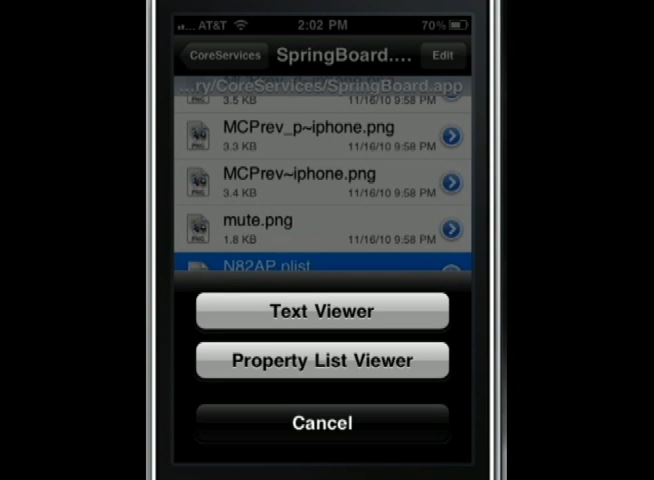 AT&T 2:02 PM 70%
CoreServices SpringBoard.... Edit
...ry/CoreServices/SpringBoard.app
3.5 KB 11/16/10 9:58 PM
MCPrev_p~iphone.png
3.3 KB 11/16/10 9:58 PM
MCPrev~iphone.png
3.4 KB 11/16/10 9:58 PM
mute.png
1.8 KB 11/16/10 9:58 PM
N82AP.plist
Text Viewer
Property List Viewer
Cancel